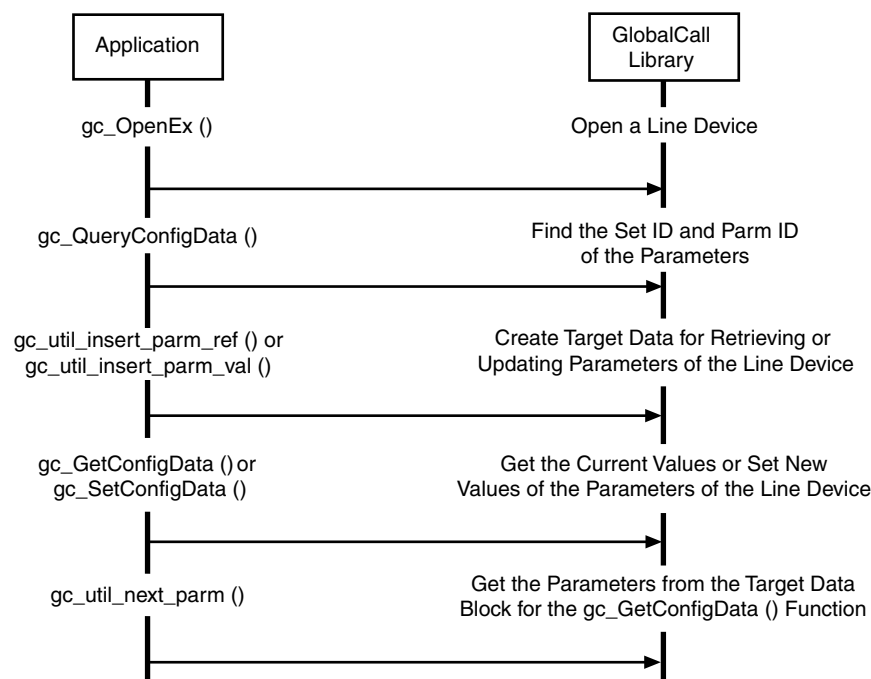 Application
GlobalCall
Library
gc_OpenEx ()
Open a Line Device
gc_QueryConfigData ()
Find the Set ID and Parm ID
of the Parameters
gc_util_insert_parm_ref () or
gc_util_insert_parm_val ()
Create Target Data for Retrieving or
Updating Parameters of the Line Device
gc_GetConfigData () or
gc_SetConfigData ()
Get the Current Values or Set New
Values of the Parameters of the Line Device
gc_util_next_parm ()
Get the Parameters from the Target Data
Block for the gc_GetConfigData () Function